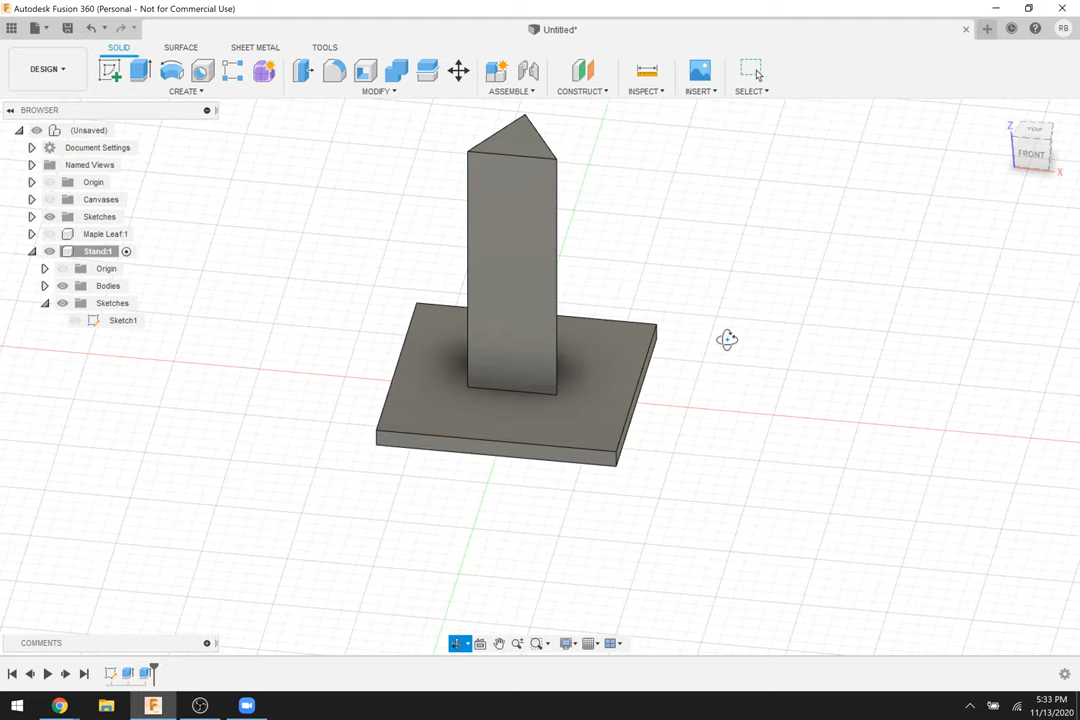 Autodesk Fusion 360 (Personal - Not for Commercial Use)
Untitled*
RB
DESIGN
SOLID SURFACE SHEET METAL TOOLS
CREATE MODIFY ASSEMBLE CONSTRUCT INSPECT INSERT SELECT
BROWSER
(Unsaved)
Document Settings
Named Views
Origin
Canvases
Sketches
Maple Leaf:1
Stand:1
Origin
Bodies
Sketches
Sketch1
Z
TOP
FRONT
X
COMMENTS
5:33 PM
11/13/2020